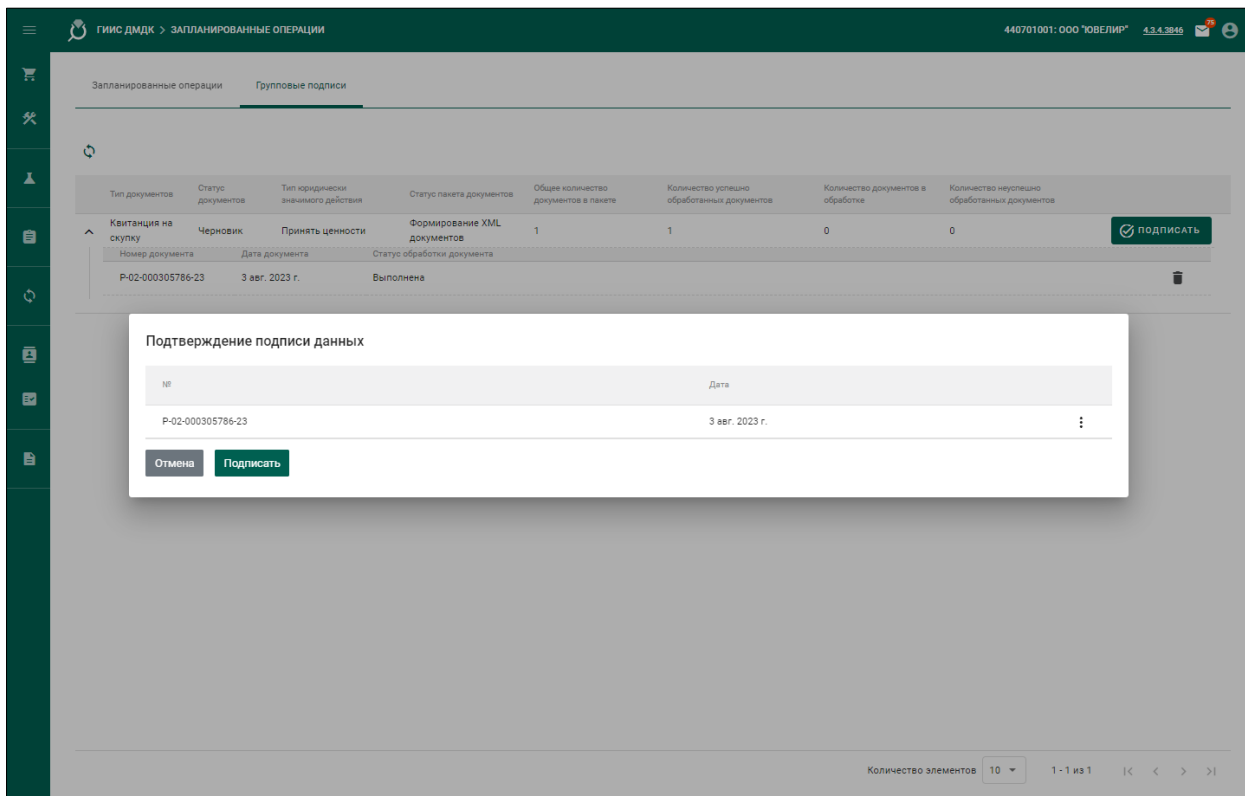 ГИИС ДМДК > ЗАПЛАНИРОВАННЫЕ ОПЕРАЦИИ 440701001: ООО "ЮВЕЛИР" 4.3.4.3846 75
Запланированные операции Групповые подписи
Тип документов Статус документов Тип юридически значимого действия Статус пакета документов Общее количество документов в пакете Количество успешно обработанных документов Количество документов в обработке Количество неуспешно обработанных документов
Квитанция на скупку Черновик Принять ценности Формирование XML документов 1 1 0 0 ПОДПИСАТЬ
Номер документа Дата документа Статус обработки документа
Р-02-000305786-23 3 авг. 2023 г. Выполнена
Подтверждение подписи данных
№ Дата
Р-02-000305786-23 3 авг. 2023 г.
Отмена Подписать
Количество элементов 10 1 - 1 из 1